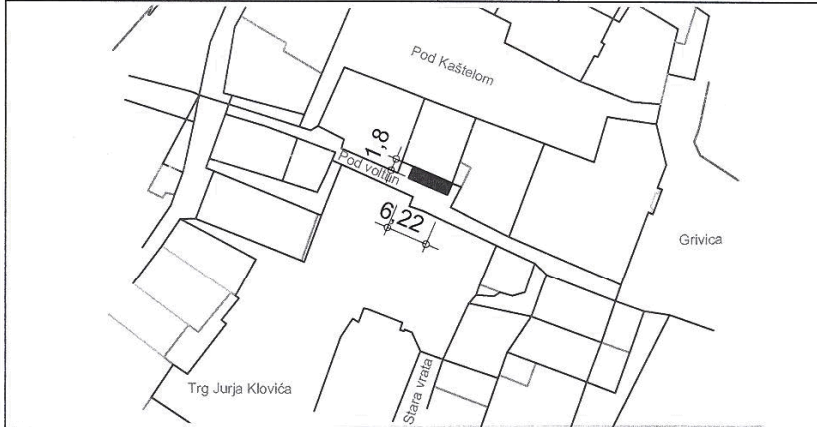 Pod Kaštelom
1,8
Pod voltun
6,22
Grivica
Trg Jurja Klovića
Stara vrata